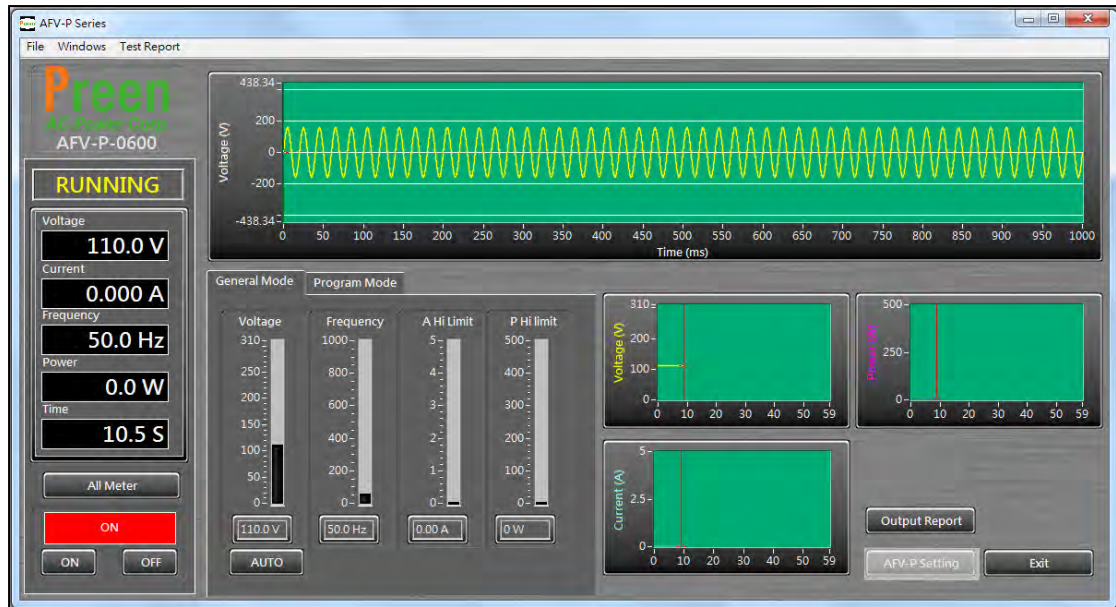 Preen AFV-P Series
File Windows Test Report
Preen
AC Power Corp.
AFV-P-0600
RUNNING
Voltage
110.0 V
Current
0.000 A
Frequency
50.0 Hz
Power
0.0 W
Time
10.5 S
All Meter
ON
ON OFF
Voltage (V)
438.34
200
0
-200
-438.34
0 50 100 150 200 250 300 350 400 450 500 550 600 650 700 750 800 850 900 950 1000
Time (ms)
General Mode Program Mode
Voltage Frequency A Hi Limit P Hi limit
310 1000 5 500
250 800 4 400
200 600 3 300
150 400 2 200
100 200 1 100
50 0 0 0
0
110.0 V 50.0 Hz 0.00 A 0 W
AUTO
Voltage (V)
310
200
100
0
0 10 20 30 40 50 59
Power (W)
500
250
0
0 10 20 30 40 50 59
Current (A)
5
2.5
0
0 10 20 30 40 50 59
Output Report
AFV-P Setting Exit